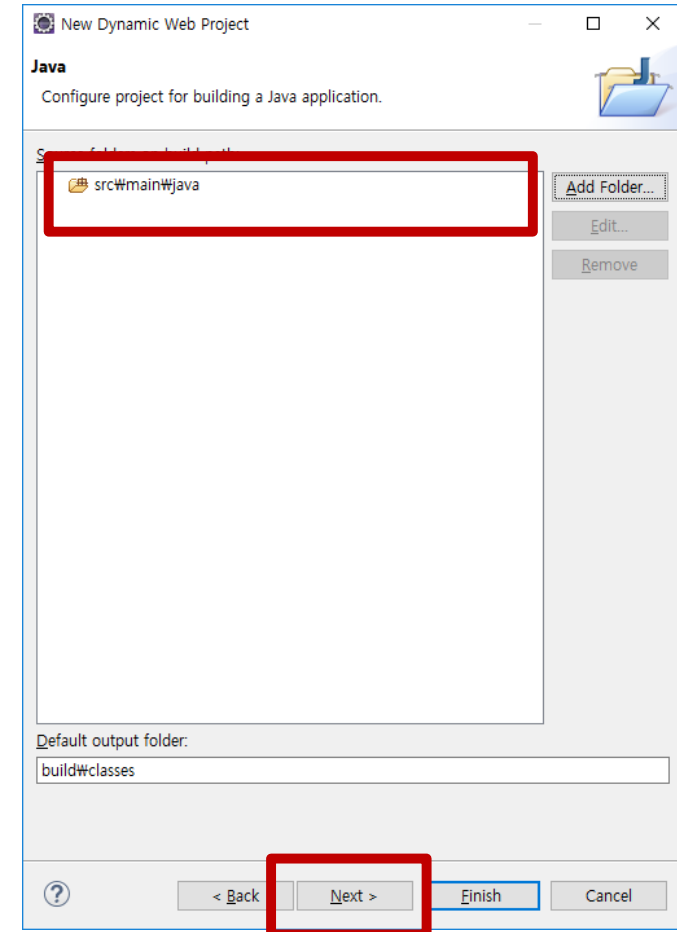 New Dynamic Web Project
Java
Configure project for building a Java application.
src₩main₩java
Add Folder...
Edit...
Remove
Default output folder:
build₩classes
< Back
Next >
Finish
Cancel